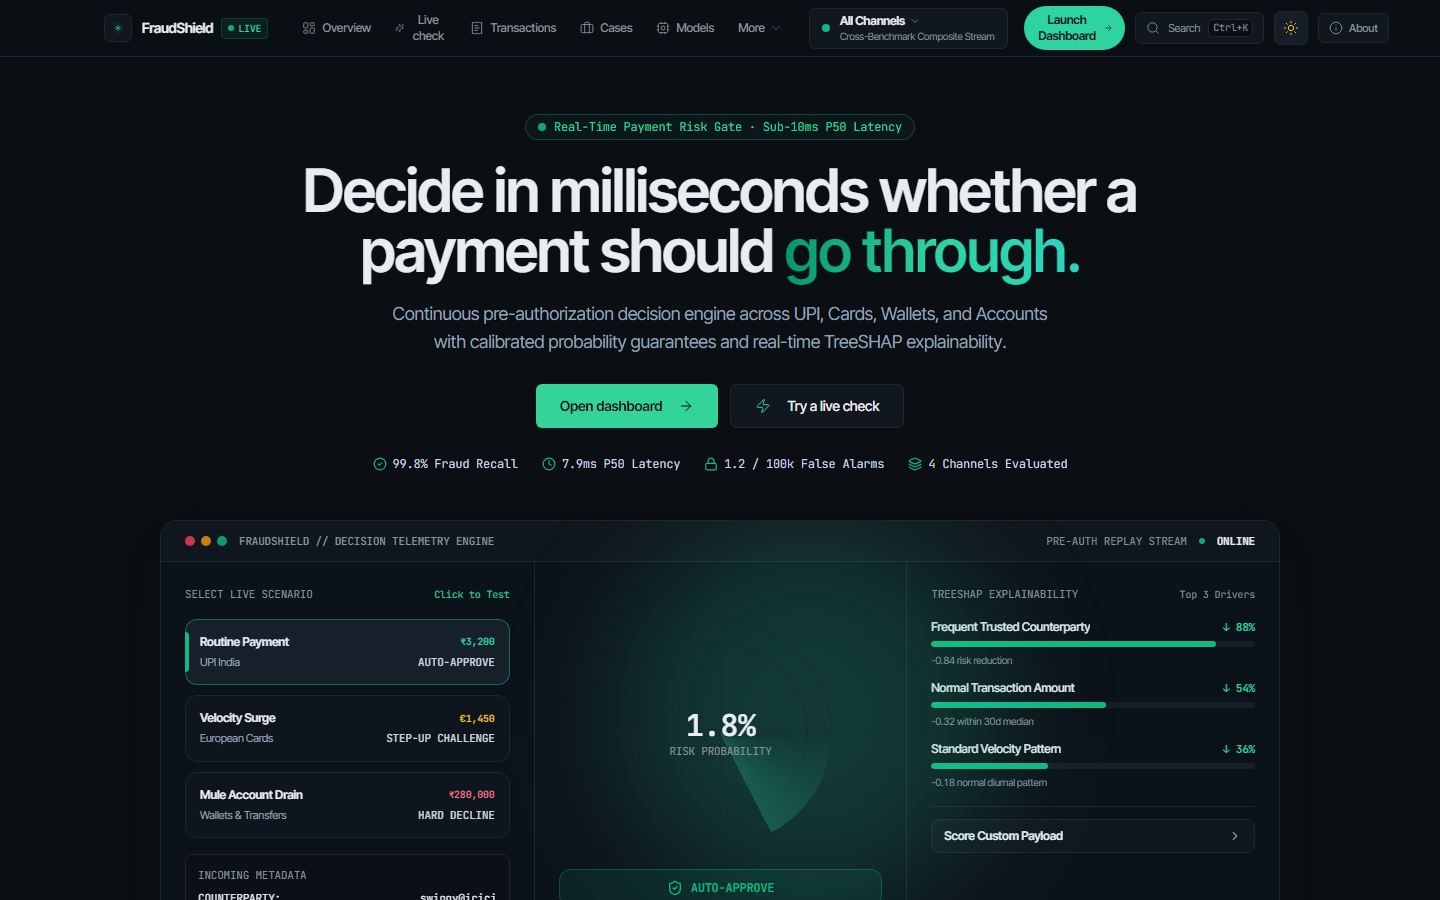 FraudShield
LIVE
Overview
Live
check
Transactions
Cases
Models
More
All Channels
Cross-Benchmark Composite Stream
Launch
Dashboard
Search
Ctrl+K
About
Real-Time Payment Risk Gate · Sub-10ms P50 Latency
Decide in milliseconds whether a
payment should go through.
Continuous pre-authorization decision engine across UPI, Cards, Wallets, and Accounts
with calibrated probability guarantees and real-time TreeSHAP explainability.
Open dashboard
Try a live check
99.8% Fraud Recall
7.9ms P50 Latency
1.2 / 100k False Alarms
4 Channels Evaluated
FRAUDSHIELD // DECISION TELEMETRY ENGINE
PRE-AUTH REPLAY STREAM
ONLINE
SELECT LIVE SCENARIO
Click to Test
Routine Payment
₹3,200
UPI India
AUTO-APPROVE
Velocity Surge
€1,450
European Cards
STEP-UP CHALLENGE
Mule Account Drain
₹280,000
Wallets & Transfers
HARD DECLINE
INCOMING METADATA
COUNTERPARTY:
swiggy@icici
1.8%
RISK PROBABILITY
AUTO-APPROVE
TREESHAP EXPLAINABILITY
Top 3 Drivers
Frequent Trusted Counterparty
↓ 88%
-0.84 risk reduction
Normal Transaction Amount
↓ 54%
-0.32 within 30d median
Standard Velocity Pattern
↓ 36%
-0.18 normal diurnal pattern
Score Custom Payload